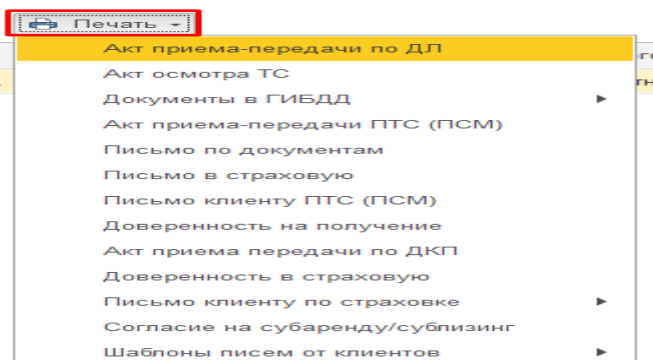 Печать
Акт приема-передачи по ДЛ
Акт осмотра ТС
Документы в ГИБДД
Акт приема-передачи ПТС (ПСМ)
Письмо по документам
Письмо в страховую
Письмо клиенту ПТС (ПСМ)
Доверенность на получение
Акт приема передачи по ДКП
Доверенность в страховую
Письмо клиенту по страховке
Согласие на субаренду/сублизинг
Шаблоны писем от клиентов